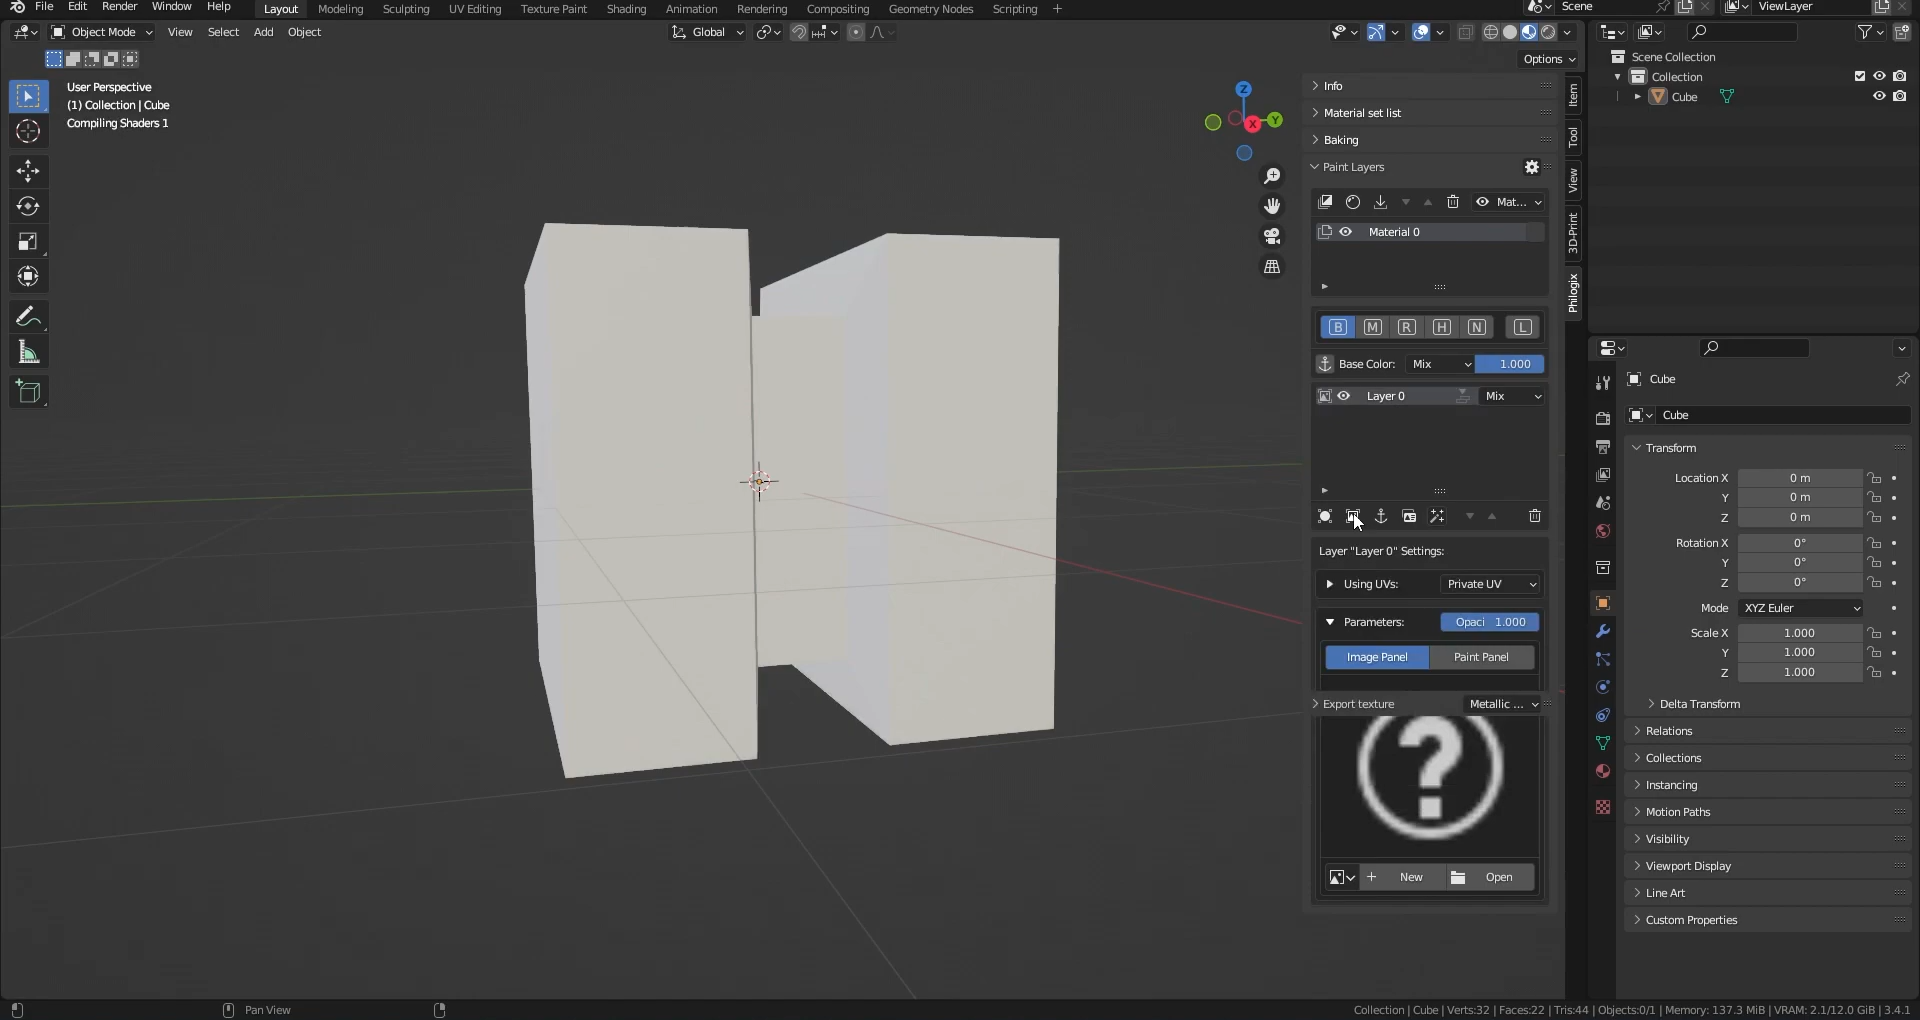 File Edit Render Window Help Layout Modeling Sculpting UV Editing Texture Paint Shading Animation Rendering Compositing Geometry Nodes Scripting + Scene ViewLayer
Object Mode View Select Add Object Global
Options
User Perspective
(1) Collection | Cube
Compiling Shaders 1
Z
Y
X
Info
Material set list
Baking
Paint Layers
Mat...
Material 0
B M R H N L
Base Color: Mix 1.000
Layer 0 Mix
Layer "Layer 0" Settings:
Using UVs: Private UV
Parameters: Opaci 1.000
Image Panel Paint Panel
Export texture Metallic ...
?
+ New Open
Item
Tool
View
3D-Print
Philogix
Scene Collection
Collection
Cube
Cube
Cube
Transform
Location X 0 m
Y 0 m
Z 0 m
Rotation X 0°
Y 0°
Z 0°
Mode XYZ Euler
Scale X 1.000
Y 1.000
Z 1.000
Delta Transform
Relations
Collections
Instancing
Motion Paths
Visibility
Viewport Display
Line Art
Custom Properties
Pan View
Collection | Cube | Verts:32 | Faces:22 | Tris:44 | Objects:0/1 | Memory: 137.3 MiB | VRAM: 2.1/12.0 GiB | 3.4.1